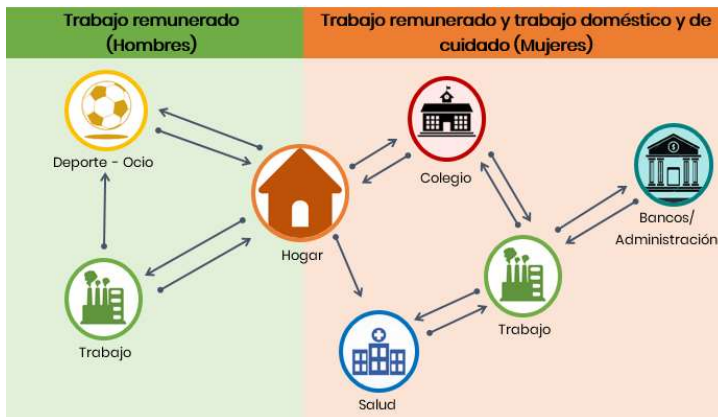 Trabajo remunerado
(Hombres)
Trabajo remunerado y trabajo doméstico y de
cuidado (Mujeres)
Deporte - Ocio
Trabajo
Hogar
Colegio
Salud
Trabajo
Bancos/
Administración